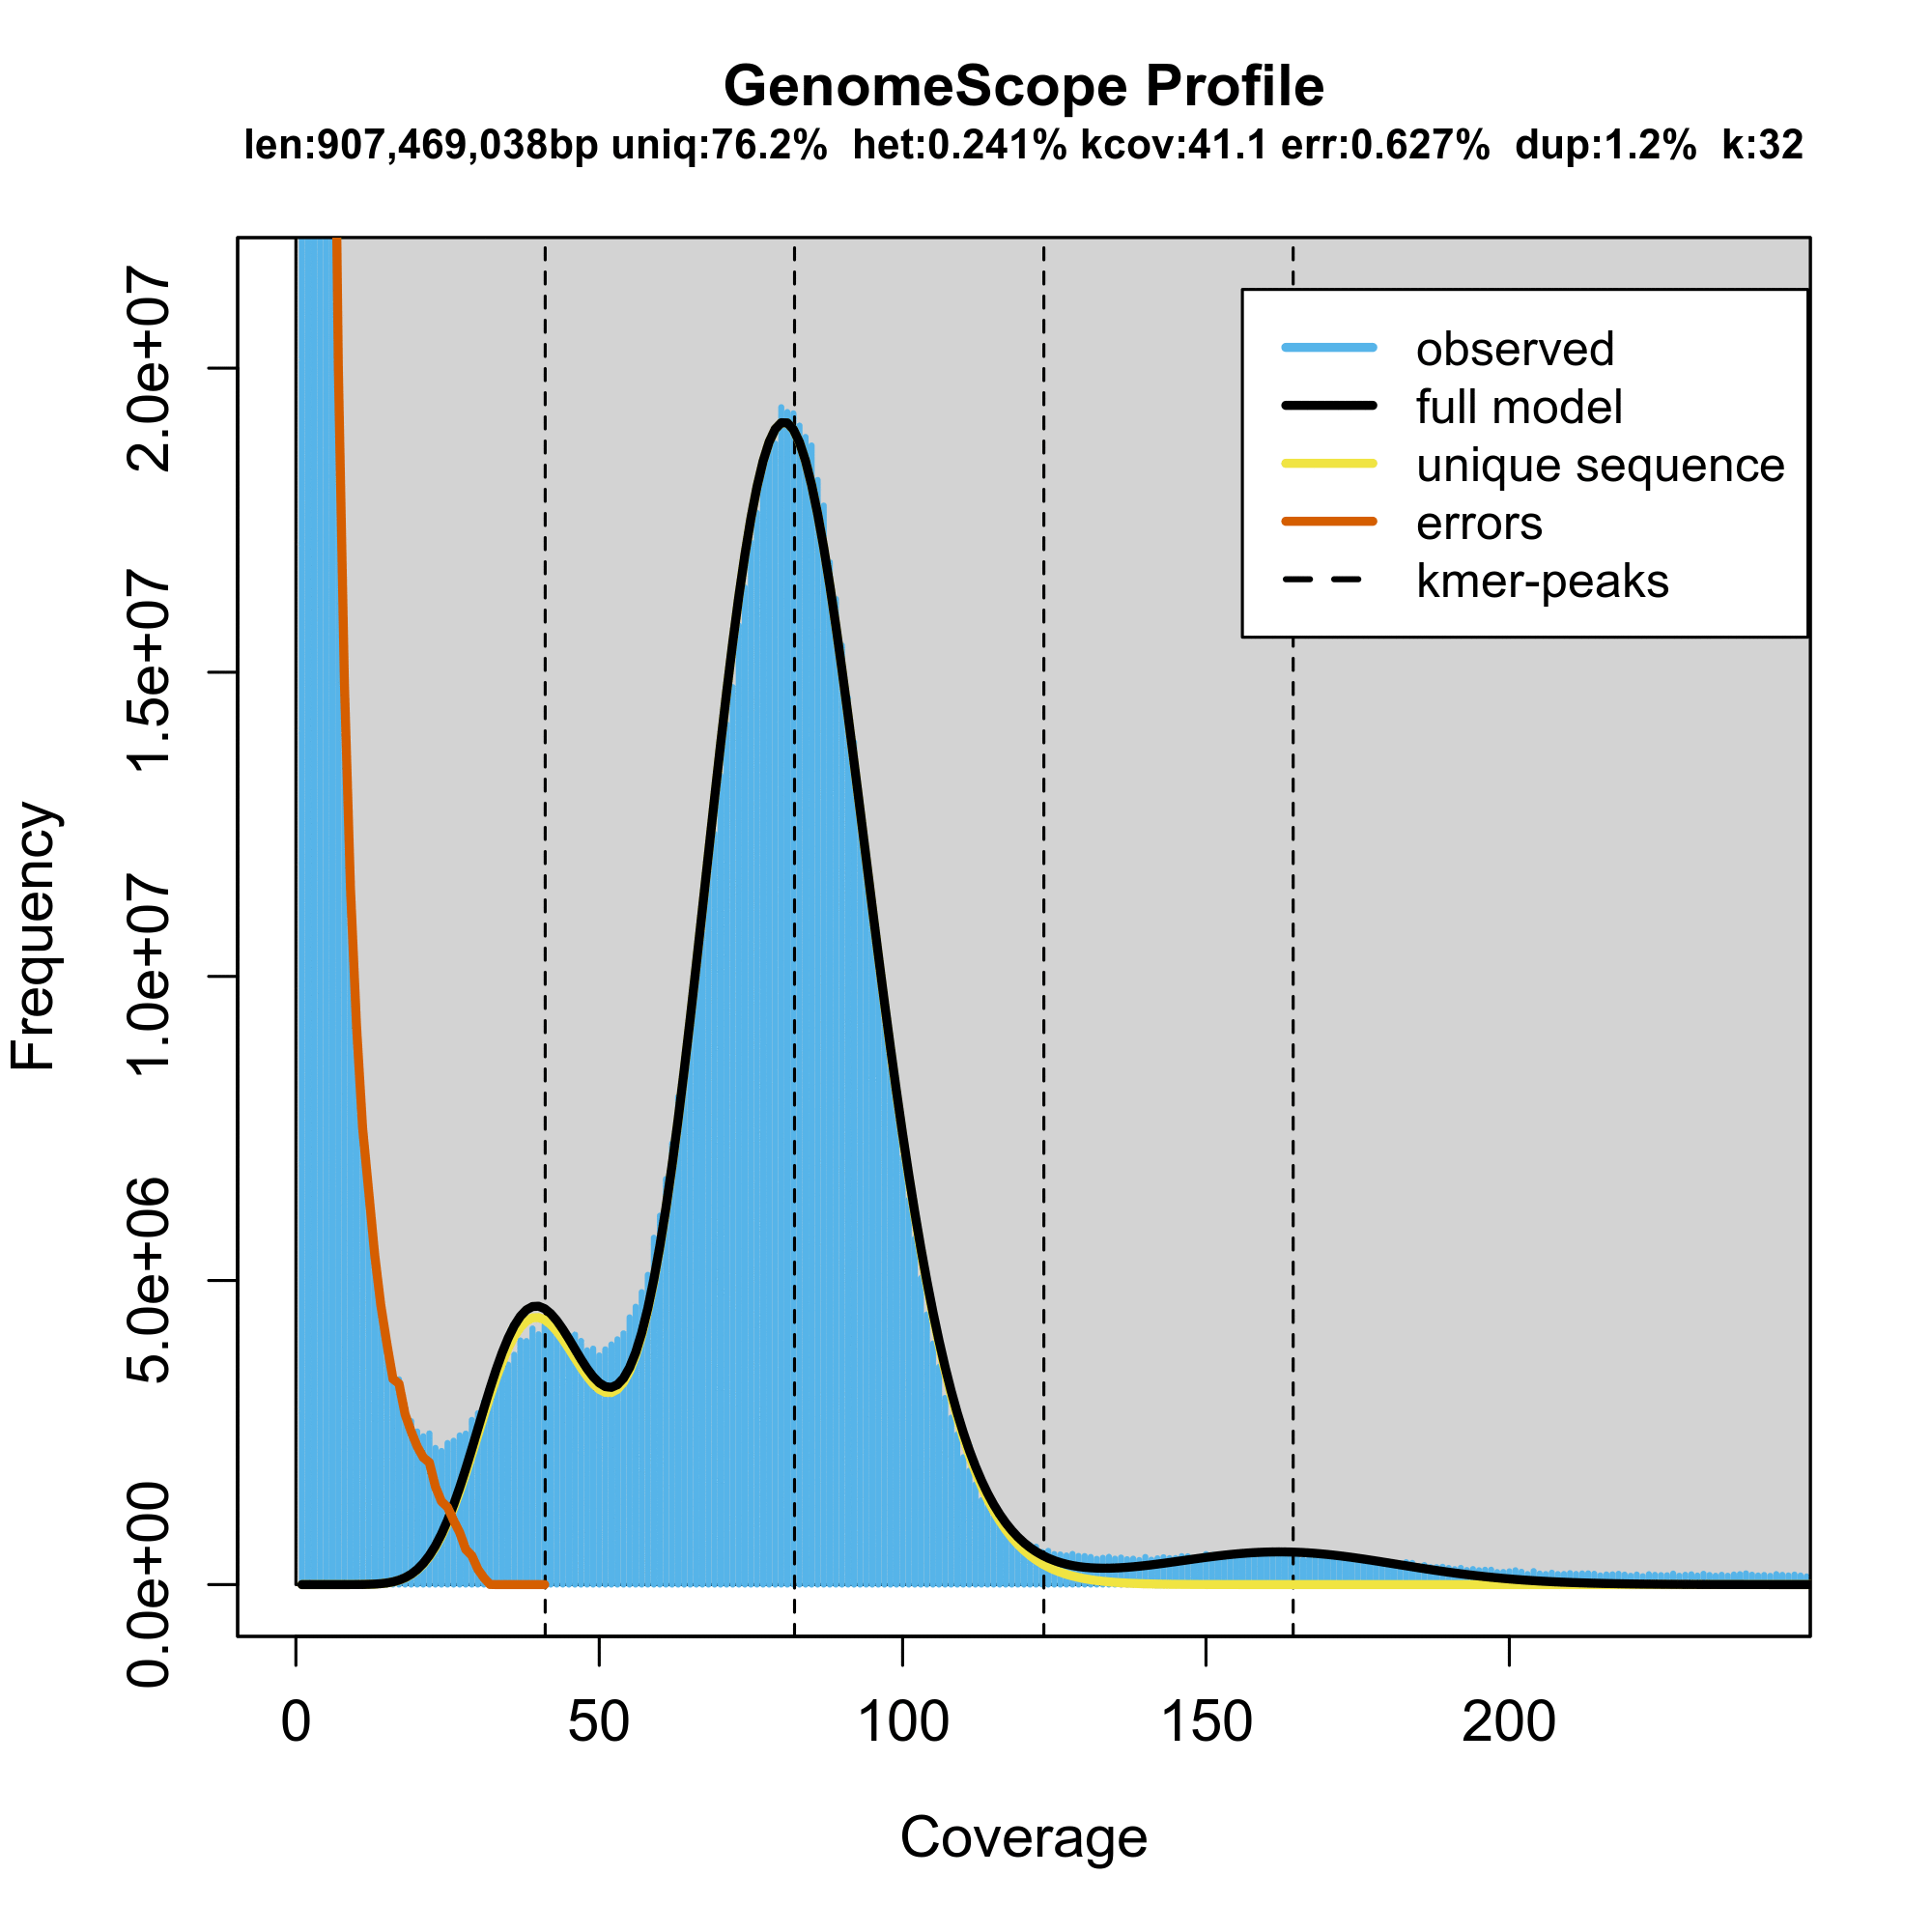 GenomeScope Profile
len:907,469,038bp uniq:76.2%  het:0.241% kcov:41.1 err:0.627%  dup:1.2%  k:32
observed
full model
unique sequence
errors
kmer-peaks
Frequency
2.0e+07
1.5e+07
1.0e+07
5.0e+06
0.0e+00
0 50 100 150 200
Coverage